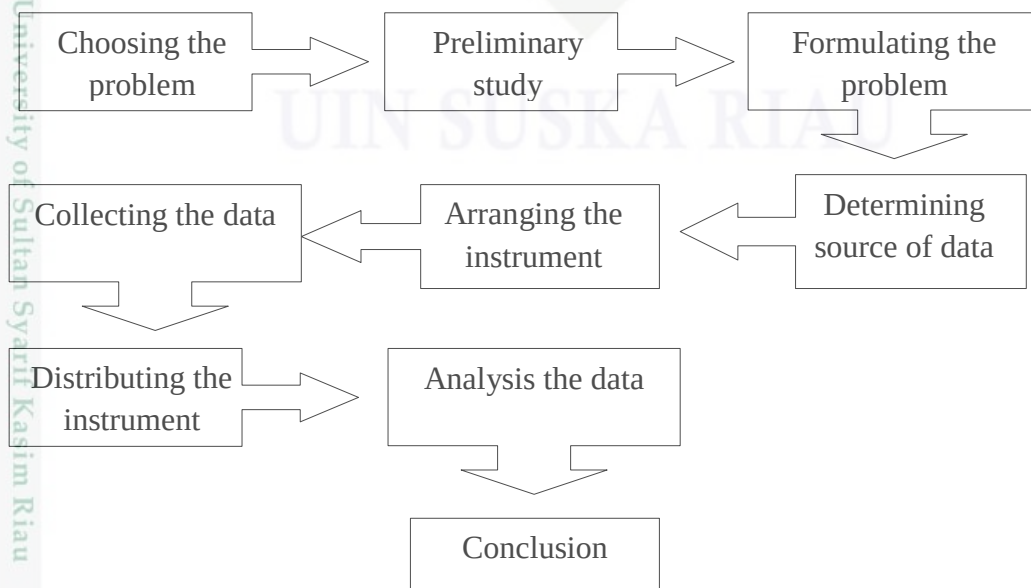 Choosing the
problem
Preliminary
study
Formulating the
problem
UIN SUSKA RIAU
Determining
source of data
Arranging the
instrument
Collecting the data
Distributing the
instrument
Analysis the data
Conclusion
University of Sultan Syarif Kasim Riau